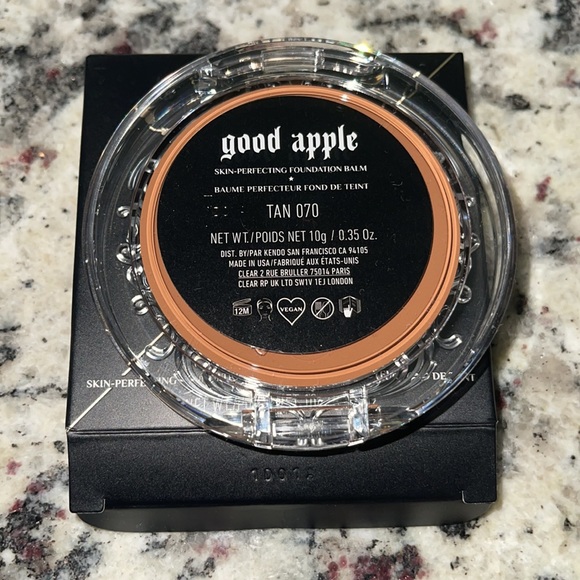 good apple
SKIN-PERFECTING FOUNDATION BALM
BAUME PERFECTEUR FOND DE TEINT
TAN 070
NET WT./POIDS NET 10g / 0.35 Oz.
DIST. BY/PAR KENDO SAN FRANCISCO CA 94105
MADE IN USA/FABRIQUÉ AUX ÉTATS-UNIS
CLEAR 2 RUE BRULLER 75014 PARIS
CLEAR RP UK LTD SW1V 1EJ LONDON
12M
VEGAN
SKIN-PERFECTING